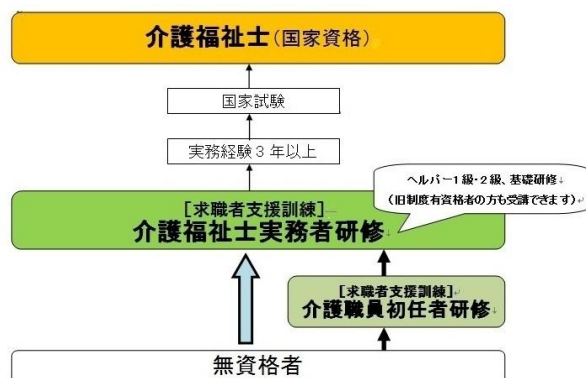 介護福祉士(国家資格)
国家試験
実務経験3年以上
ヘルパー1級・2級、基礎研修↓
(旧制度有資格者の方も受講できます)↵
[求職者支援訓練]
介護福祉士実務者研修↓
[求職者支援訓練]↵
介護職員初任者研修↓
無資格者